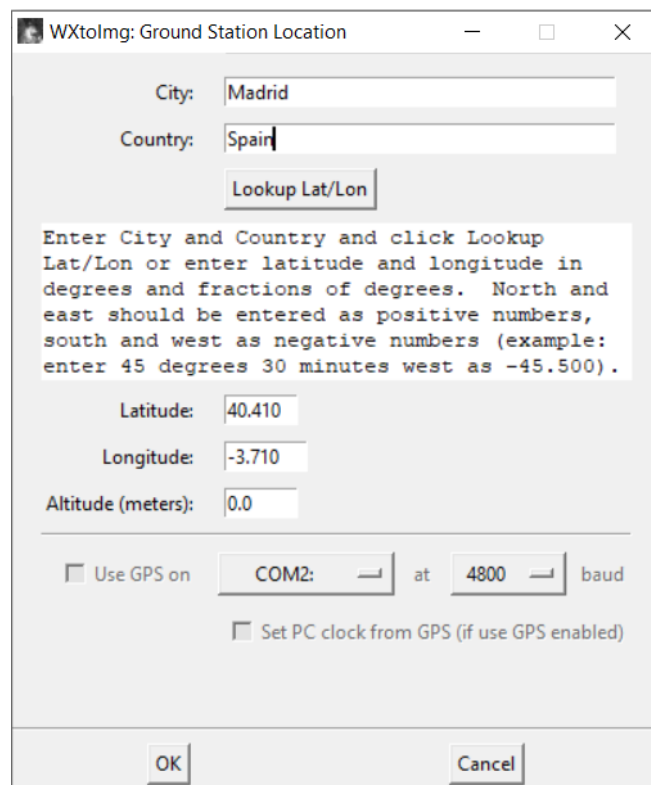 WXtoImg: Ground Station Location
City: Madrid
Country: Spain
Lookup Lat/Lon
Enter City and Country and click Lookup
Lat/Lon or enter latitude and longitude in
degrees and fractions of degrees.  North and
east should be entered as positive numbers,
south and west as negative numbers (example:
enter 45 degrees 30 minutes west as -45.500).
Latitude: 40.410
Longitude: -3.710
Altitude (meters): 0.0
Use GPS on COM2: at 4800 baud
Set PC clock from GPS (if use GPS enabled)
OK Cancel